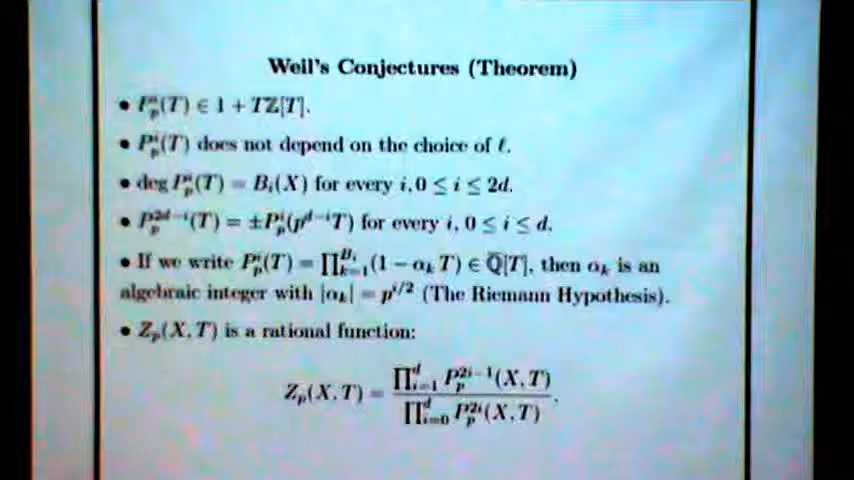 Weil's Conjectures (Theorem)
• P_p^i(T) ∈ 1 + Tℤ[T].
• P_p^i(T) does not depend on the choice of ℓ.
• deg P_p^i(T) = B_i(X) for every i, 0 ≤ i ≤ 2d.
• P_p^{2d−i}(T) = ±P_p^i(p^{d−i}T) for every i, 0 ≤ i ≤ d.
• If we write P_p^i(T) = ∏_{k=1}^{B_i}(1 − α_k T) ∈ ℚ̅[T], then α_k is an
algebraic integer with |α_k| = p^{i/2} (The Riemann Hypothesis).
• Z_p(X, T) is a rational function:
Z_p(X, T) = \frac{∏_{i=1}^d P_p^{2i−1}(X, T)}{∏_{i=0}^d P_p^{2i}(X, T)}.